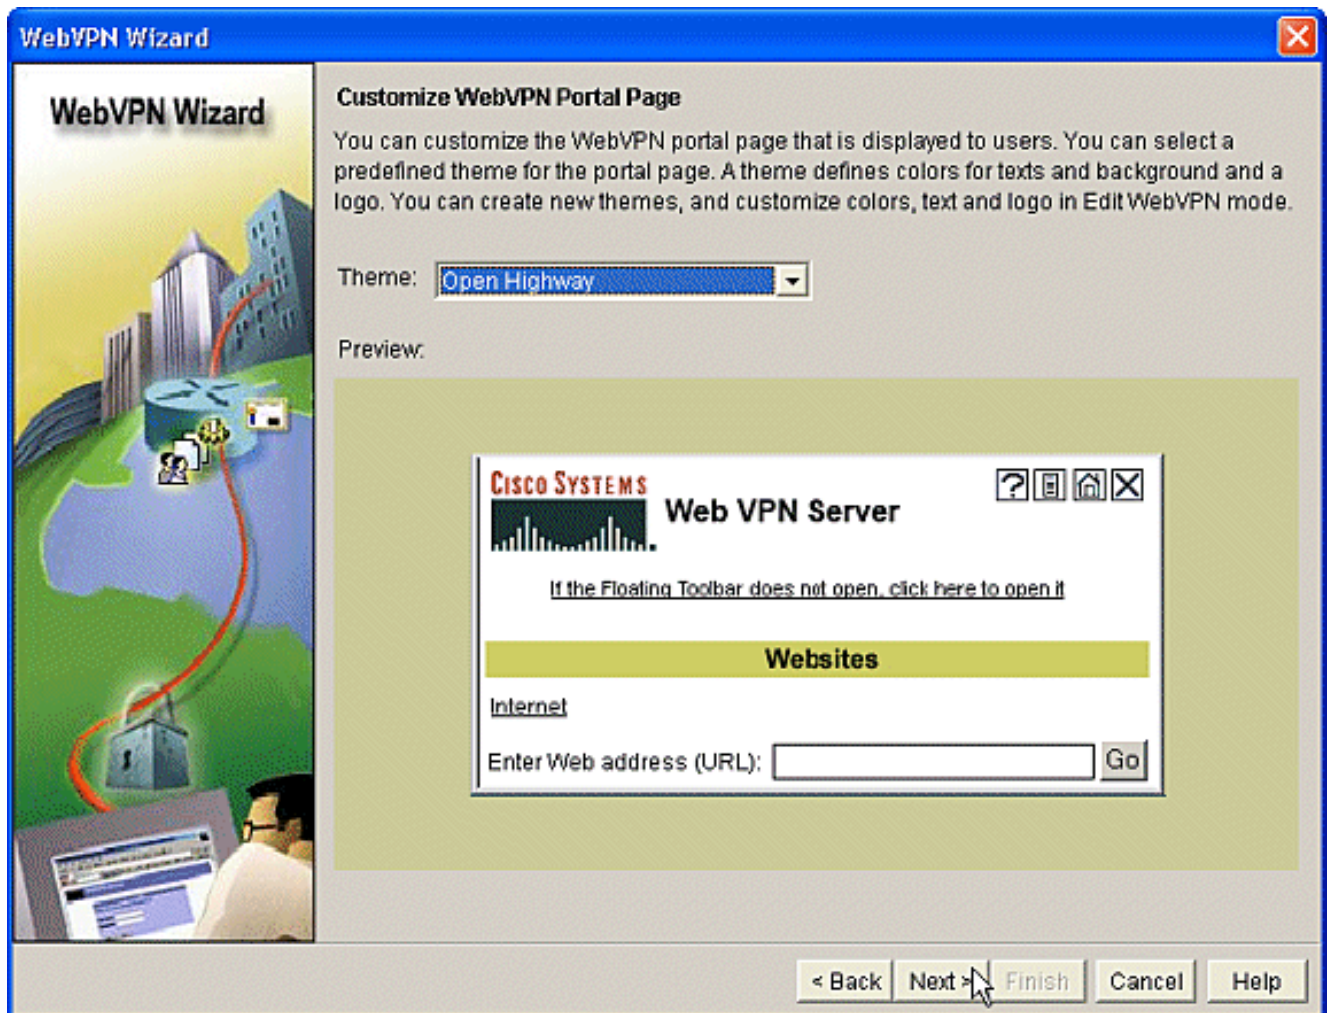 WebVPN Wizard
WebVPN Wizard
Customize WebVPN Portal Page
You can customize the WebVPN portal page that is displayed to users. You can select a
predefined theme for the portal page. A theme defines colors for texts and background and a
logo. You can create new themes, and customize colors, text and logo in Edit WebVPN mode.
Theme: Open Highway
Preview:
CISCO SYSTEMS
Web VPN Server
If the Floating Toolbar does not open, click here to open it
Websites
Internet
Enter Web address (URL): Go
< Back Next > Finish Cancel Help